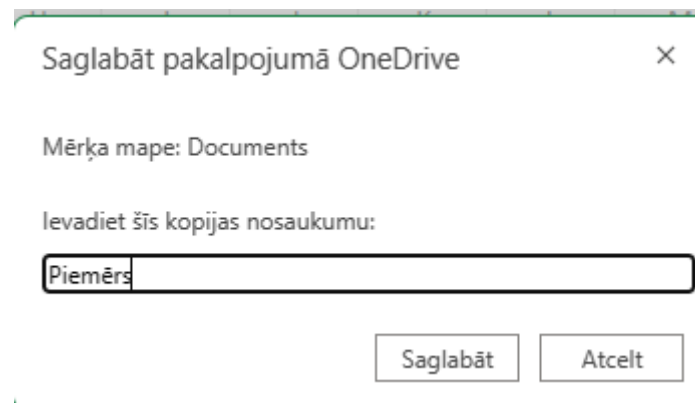 Saglabāt pakalpojumā OneDrive
Mērķa mape: Documents
Ievadiet šīs kopijas nosaukumu:
Piemērs
Saglabāt Atcelt